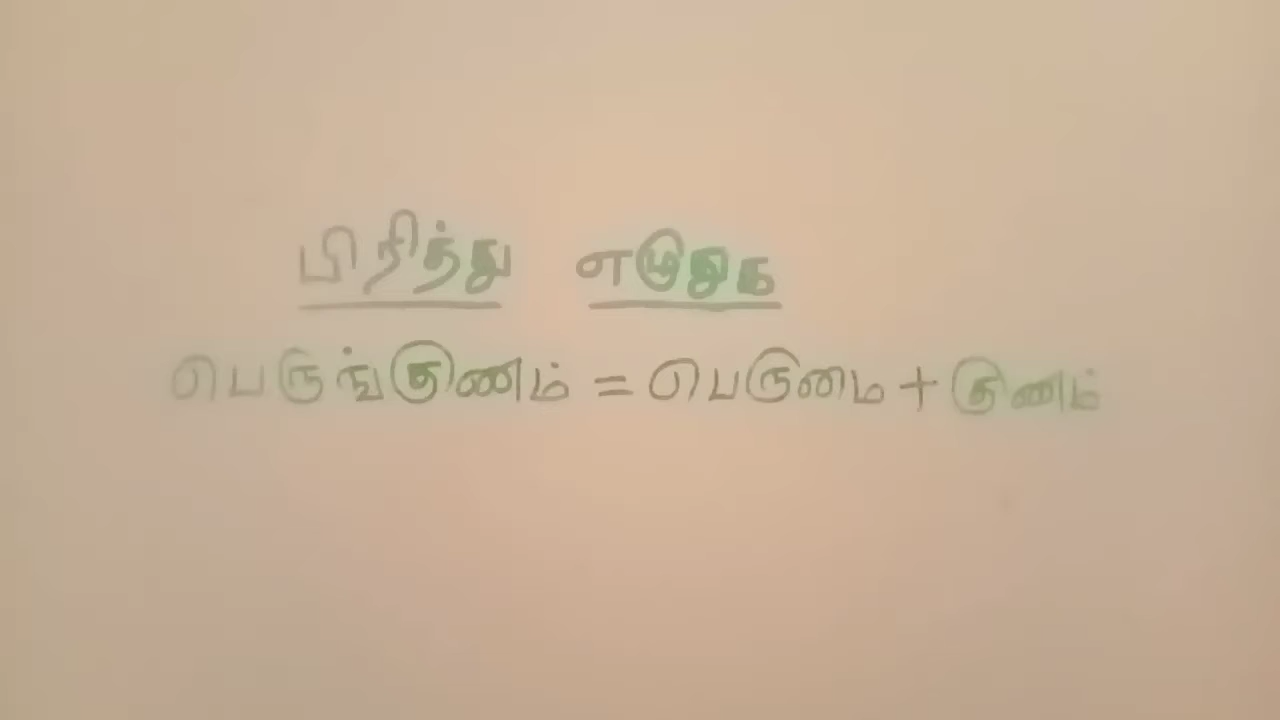 பிரித்து எழுதுக
பெருங்குணம் = பெருமை + குணம்